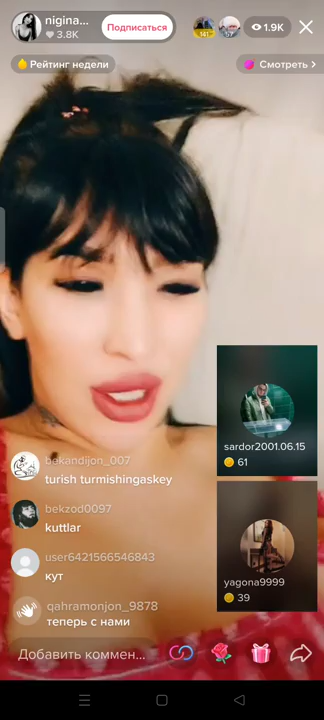 nigina...
3.8K
Подписаться
141
57
1.9K
Рейтинг недели
Смотреть >
sardor2001.06.15
61
bekandijon_007
turish turmishingaskey
bekzod0097
kuttlar
user6421566546843
кут
yagona9999
39
qahramonjon_9878
теперь с нами
Добавить коммен...